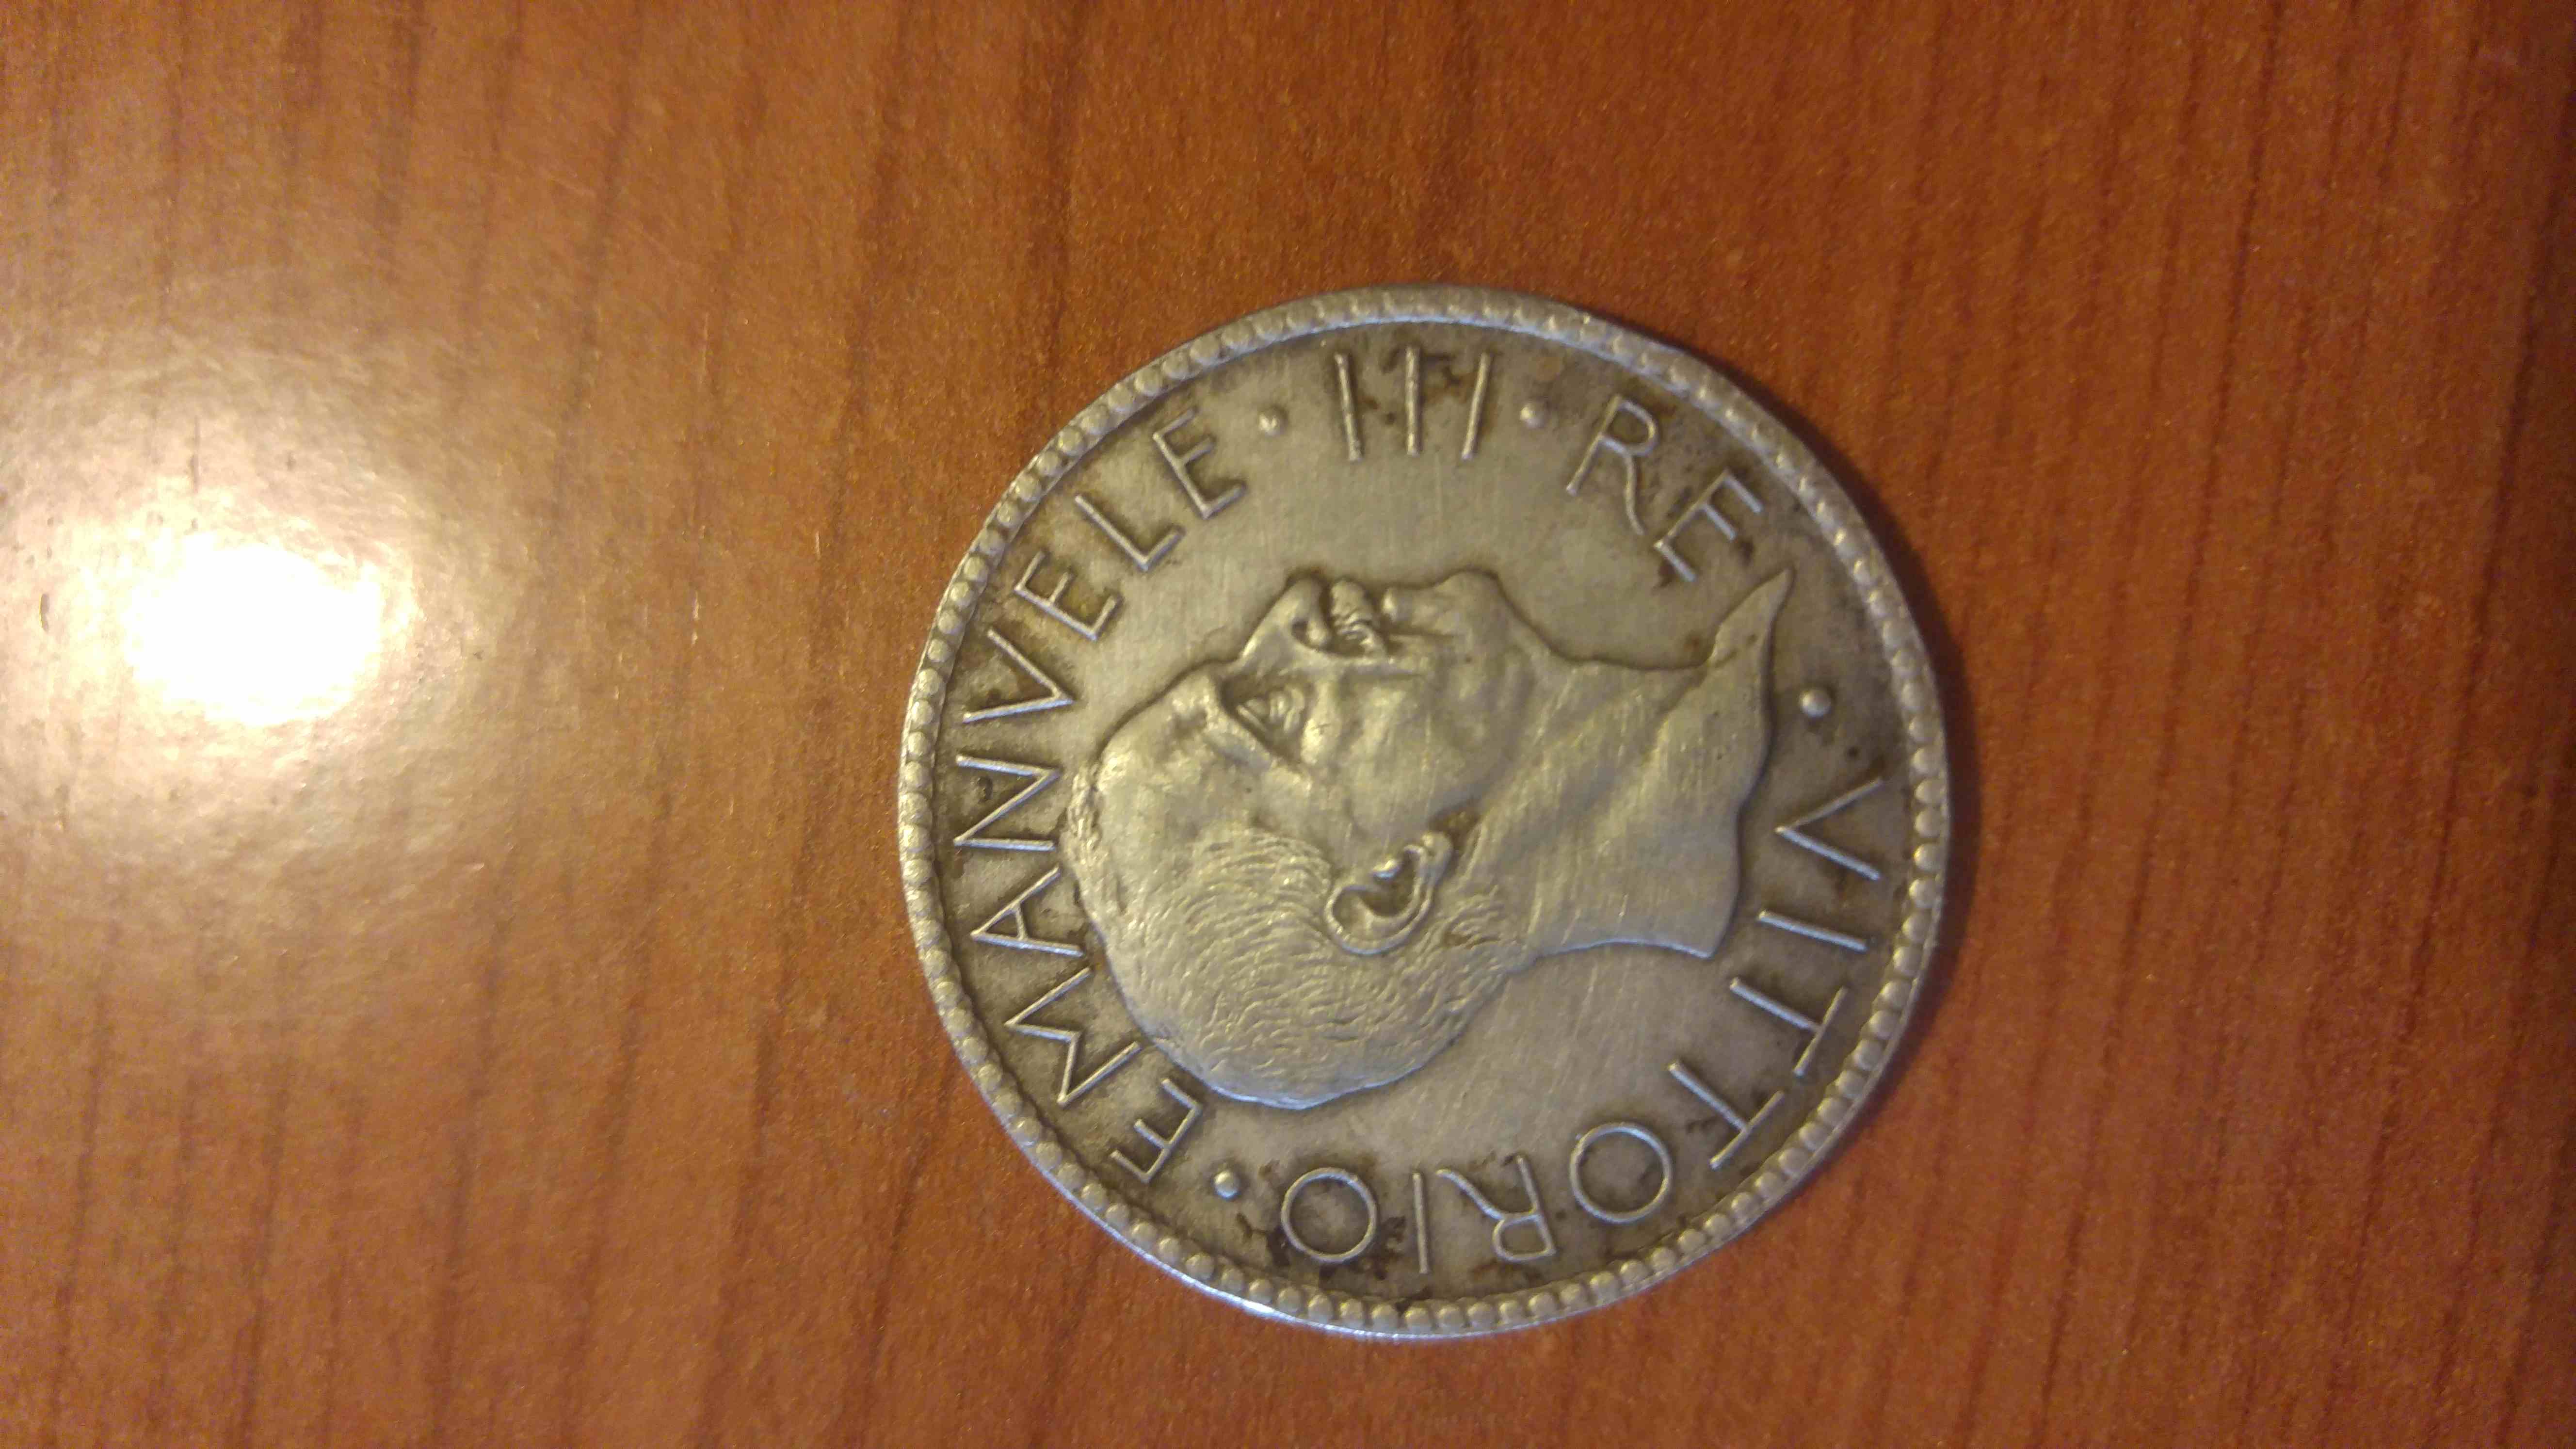 VITTORIO · EMANVELE · III · RE ·